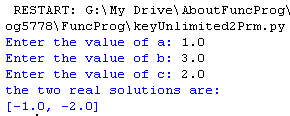 RESTART: G:\My Drive\AboutFuncProg\
og5778\FuncProg\keyUnlimited2Prm.py
Enter the value of a: 1.0
Enter the value of b: 3.0
Enter the value of c: 2.0
the two real solutions are:
[-1.0, -2.0]